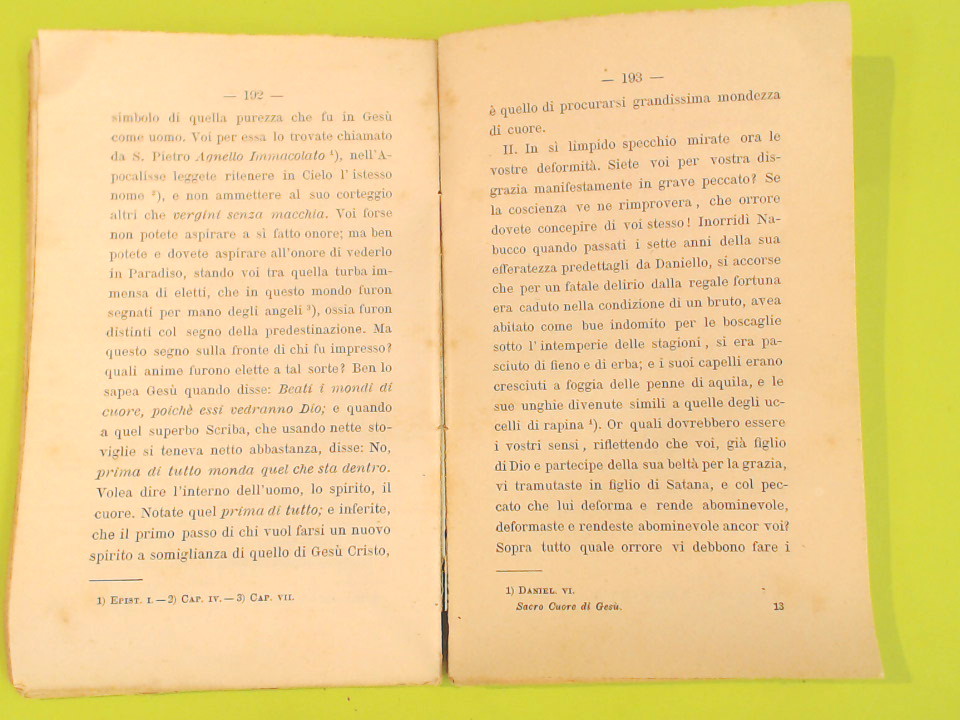 — 192 —
simbolo di quella purezza che fu in Gesù
come uomo. Voi per essa lo trovate chiamato
da S. Pietro Agnello Immacolato ¹), nell'A-
pocalisse leggete ritenere in Cielo l'istesso
nome ²), e non ammettere al suo corteggio
altri che vergini senza macchia. Voi forse
non potete aspirare a sì fatto onore; ma ben
potete e dovete aspirare all'onore di vederlo
in Paradiso, stando voi tra quella turba im-
mensa di eletti, che in questo mondo furon
segnati per mano degli angeli ³), ossia furon
distinti col segno della predestinazione. Ma
questo segno sulla fronte di chi fu impresso?
quali anime furono elette a tal sorte? Ben lo
sapea Gesù quando disse: Beati i mondi di
cuore, poichè essi vedranno Dio; e quando
a quel superbo Scriba, che usando nette sto-
viglie si teneva netto abbastanza, disse: No,
prima di tutto monda quel che sta dentro.
Volea dire l'interno dell'uomo, lo spirito, il
cuore. Notate quel prima di tutto; e inferite,
che il primo passo di chi vuol farsi un nuovo
spirito a somiglianza di quello di Gesù Cristo,
1) Epist. i. — 2) Cap. iv. — 3) Cap. vii.
— 193 —
è quello di procurarsi grandissima mondezza
di cuore.
II. In sì limpido specchio mirate ora le
vostre deformità. Siete voi per vostra dis-
grazia manifestamente in grave peccato? Se
la coscienza ve ne rimprovera, che orrore
dovete concepire di voi stesso! Inorridì Na-
bucco quando passati i sette anni della sua
efferatezza predettagli da Daniello, si accorse
che per un fatale delirio dalla regale fortuna
era caduto nella condizione di un bruto, avea
abitato come bue indomito per le boscaglie
sotto l'intemperie delle stagioni, si era pa-
sciuto di fieno e di erba; e i suoi capelli erano
cresciuti a foggia delle penne di aquila, e le
sue unghie divenute simili a quelle degli uc-
celli di rapina ¹). Or quali dovrebbero essere
i vostri sensi, riflettendo che voi, già figlio
di Dio e partecipe della sua beltà per la grazia,
vi tramutaste in figlio di Satana, e col pec-
cato che lui deforma e rende abominevole,
deformaste e rendeste abominevole ancor voi?
Sopra tutto quale orrore vi debbono fare i
1) Daniel. vi.
Sacro Cuore di Gesù. 13